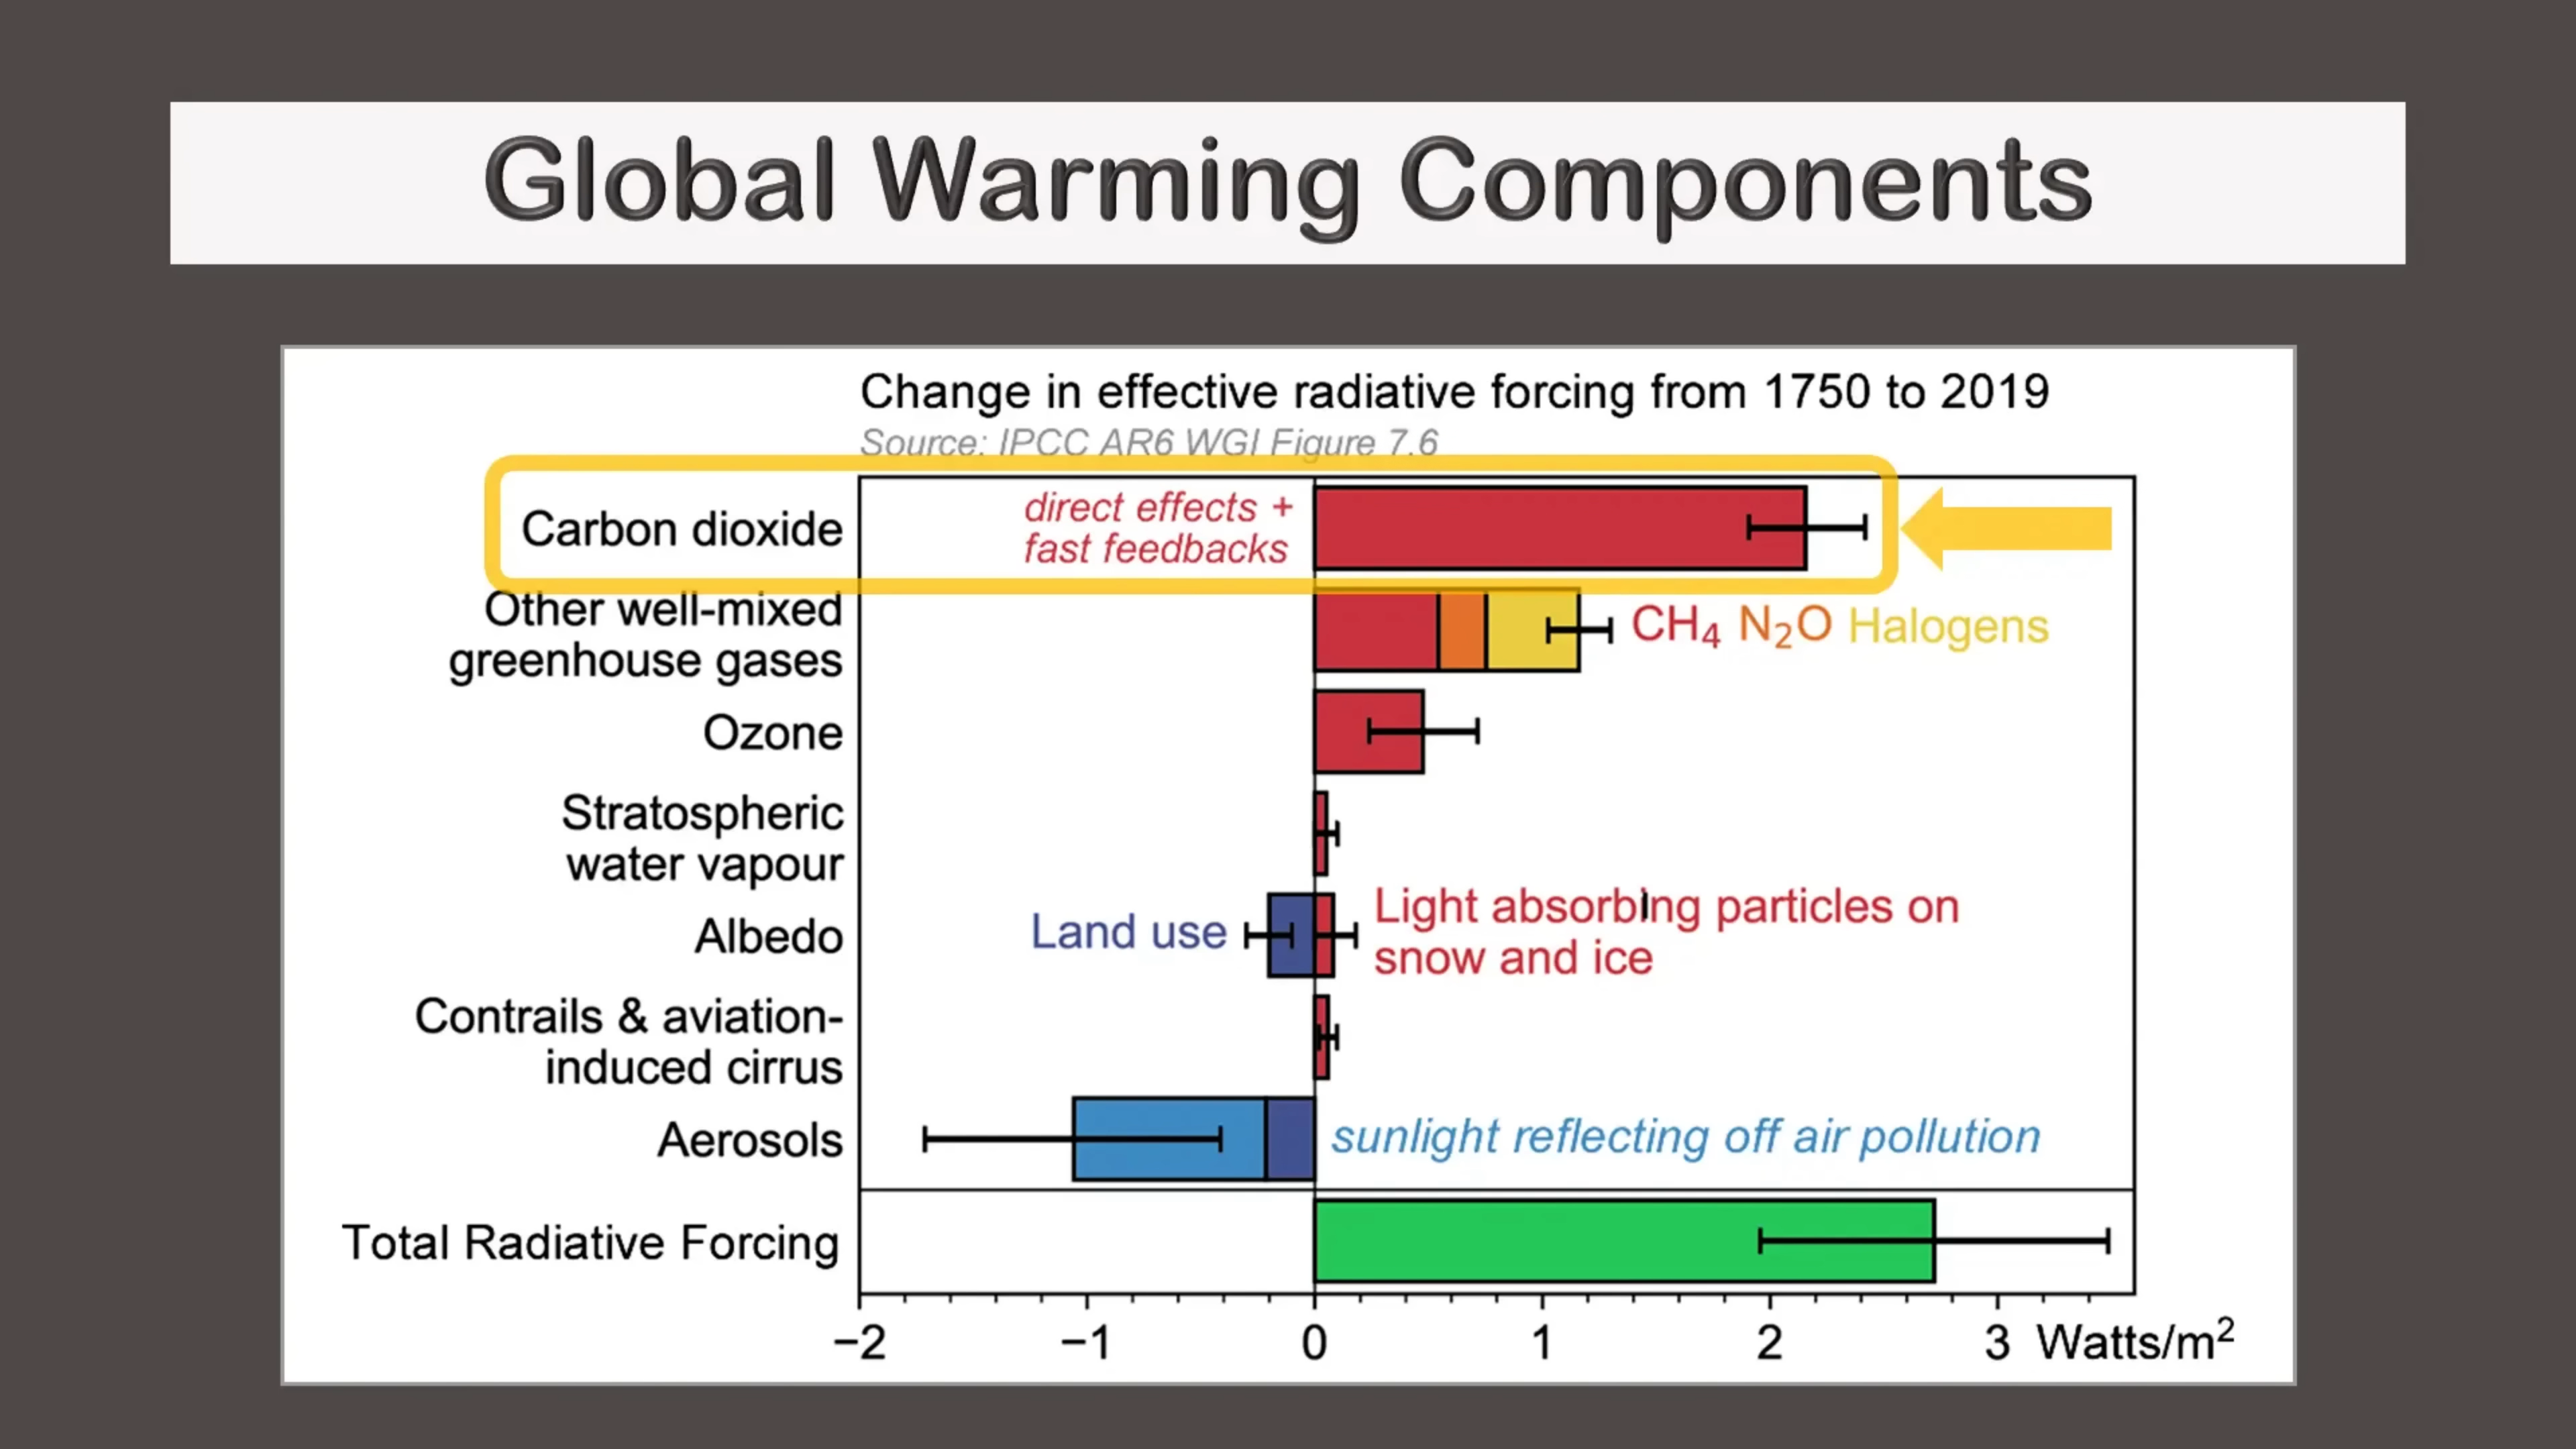 Global Warming Components
Change in effective radiative forcing from 1750 to 2019
Source: IPCC AR6 WGI Figure 7.6
Carbon dioxide
direct effects +
fast feedbacks
Other well-mixed
greenhouse gases
CH₄ N₂O Halogens
Ozone
Stratospheric
water vapour
Albedo
Land use
Light absorbing particles on
snow and ice
Contrails & aviation-
induced cirrus
Aerosols
sunlight reflecting off air pollution
Total Radiative Forcing
−2 −1 0 1 2 3 Watts/m²